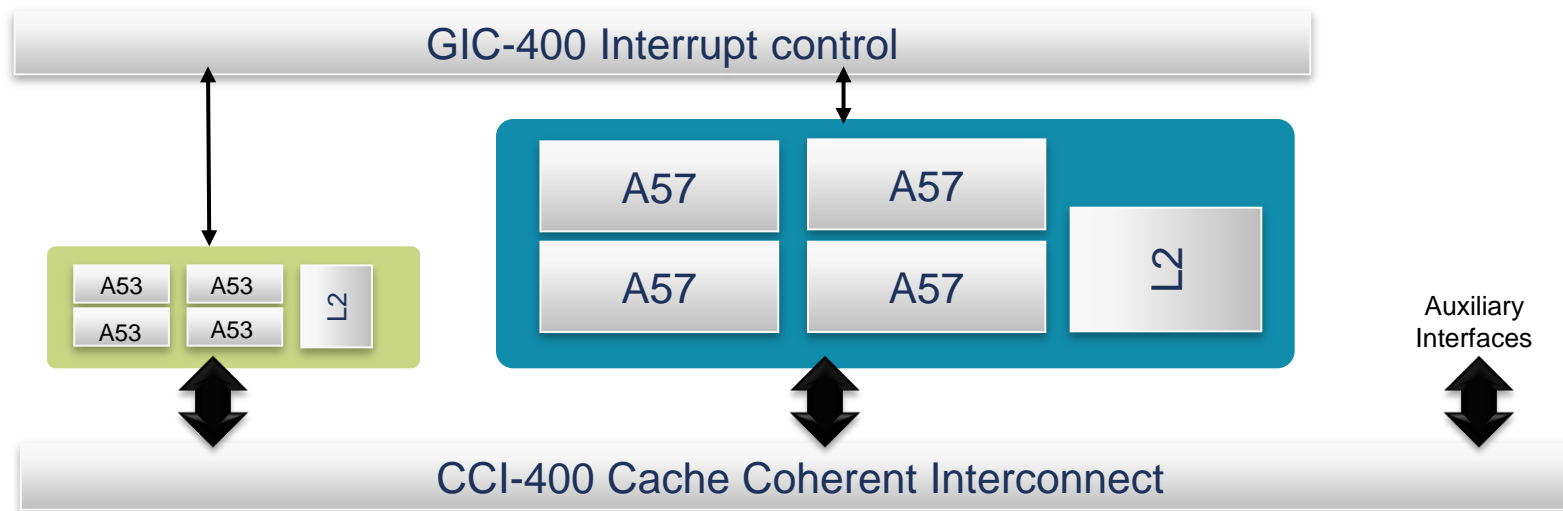 GIC-400 Interrupt control
A57
A57
A57
A57
L2
A53
A53
A53
A53
L2
Auxiliary
Interfaces
CCI-400 Cache Coherent Interconnect